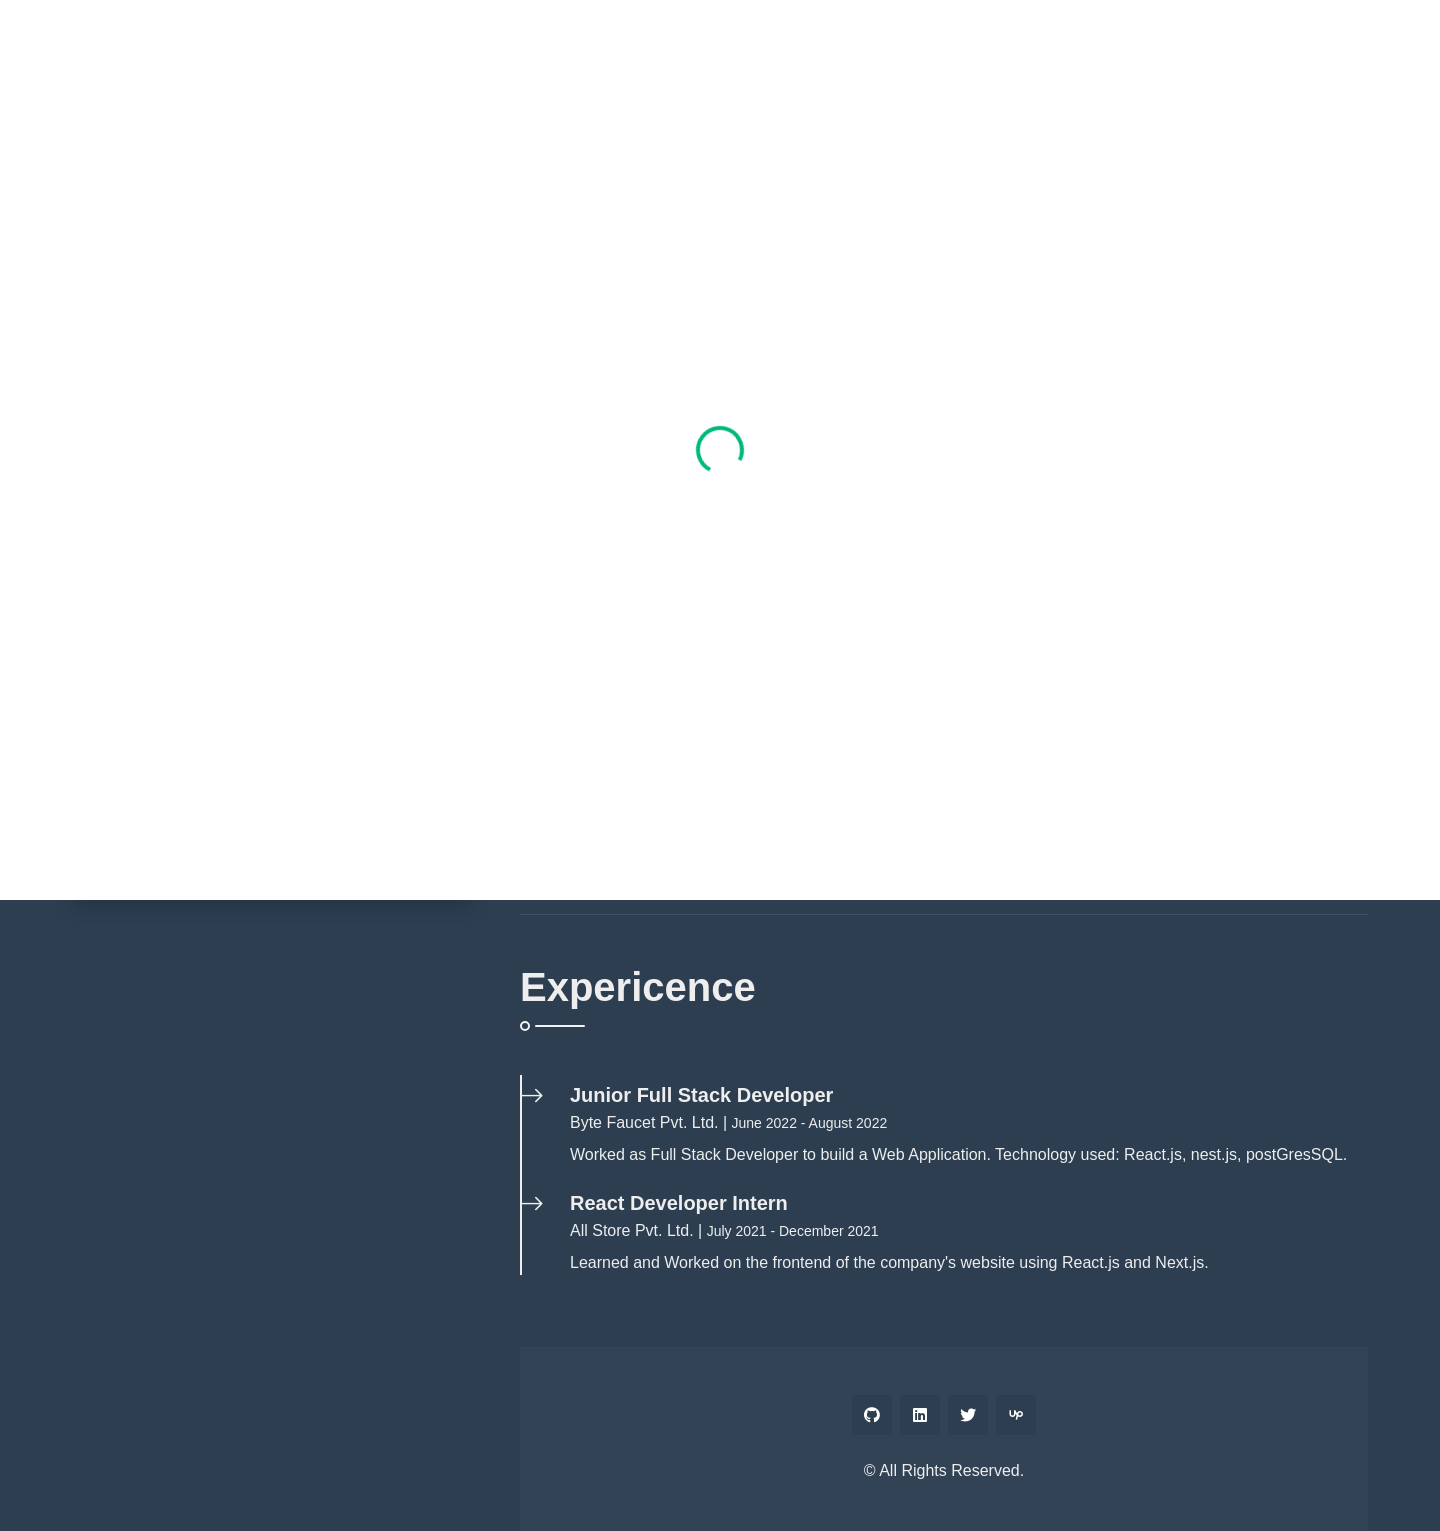 Expericence
Junior Full Stack Developer
Byte Faucet Pvt. Ltd. | June 2022 - August 2022
Worked as Full Stack Developer to build a Web Application. Technology used: React.js, nest.js, postGresSQL.
React Developer Intern
All Store Pvt. Ltd. | July 2021 - December 2021
Learned and Worked on the frontend of the company's website using React.js and Next.js.
© All Rights Reserved.